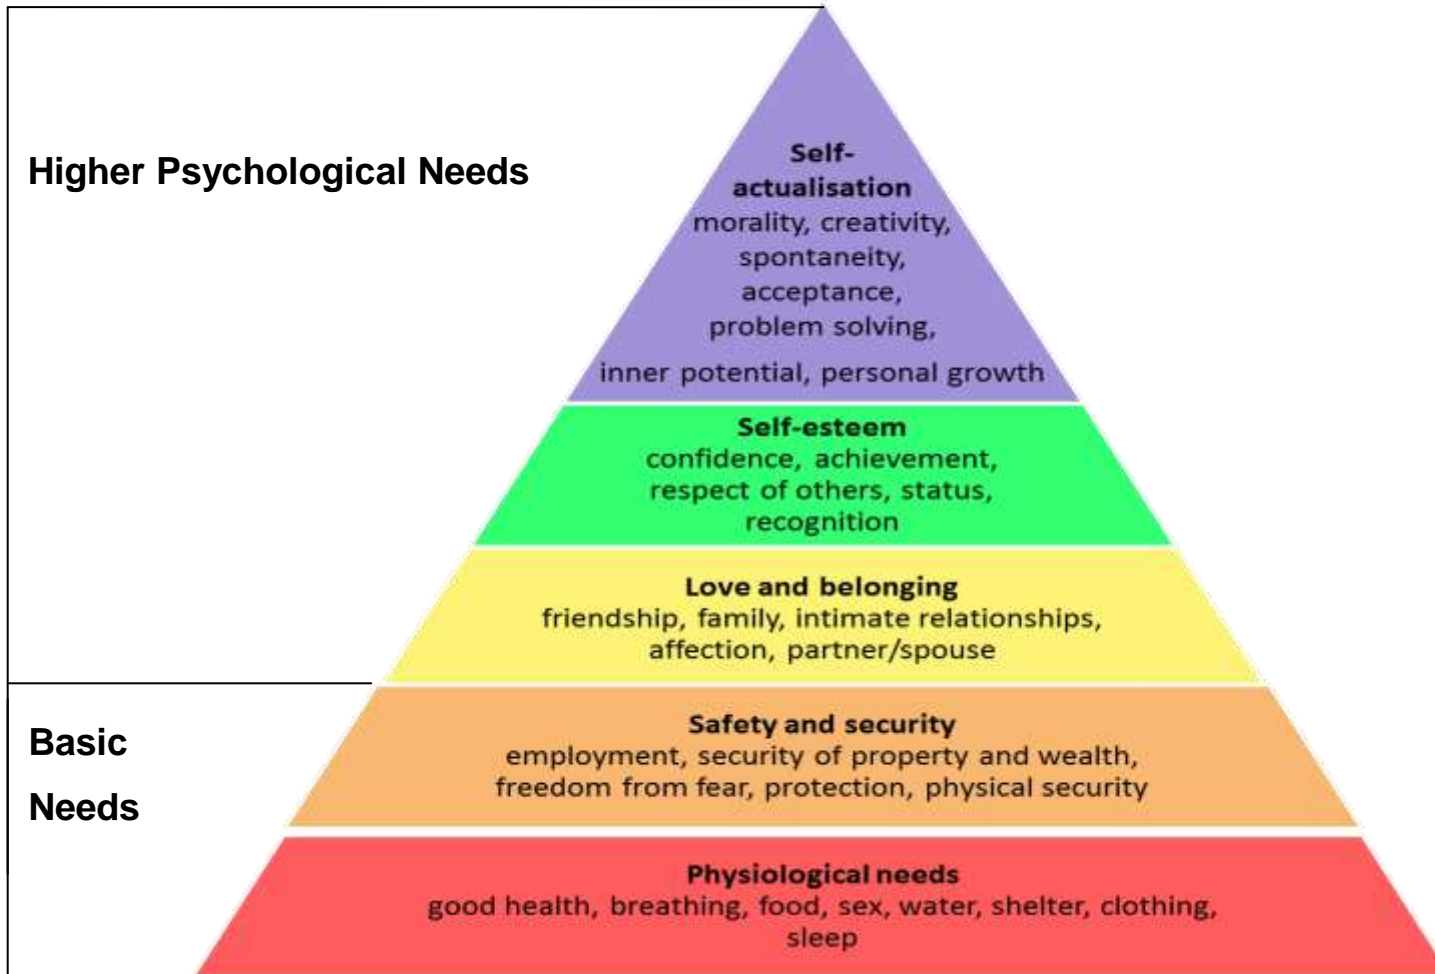 Higher Psychological Needs
Self-
actualisation
morality, creativity,
spontaneity,
acceptance,
problem solving,
inner potential, personal growth
Self-esteem
confidence, achievement,
respect of others, status,
recognition
Love and belonging
friendship, family, intimate relationships,
affection, partner/spouse
Basic
Needs
Safety and security
employment, security of property and wealth,
freedom from fear, protection, physical security
Physiological needs
good health, breathing, food, sex, water, shelter, clothing,
sleep